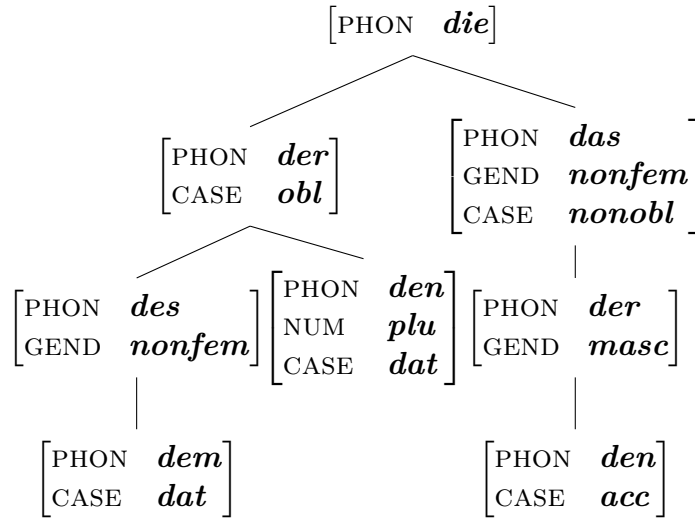 PHON die
PHON der
CASE obl
PHON das
GEND nonfem
CASE nonobl
PHON des
GEND nonfem
PHON den
NUM plu
CASE dat
PHON der
GEND masc
PHON dem
CASE dat
PHON den
CASE acc